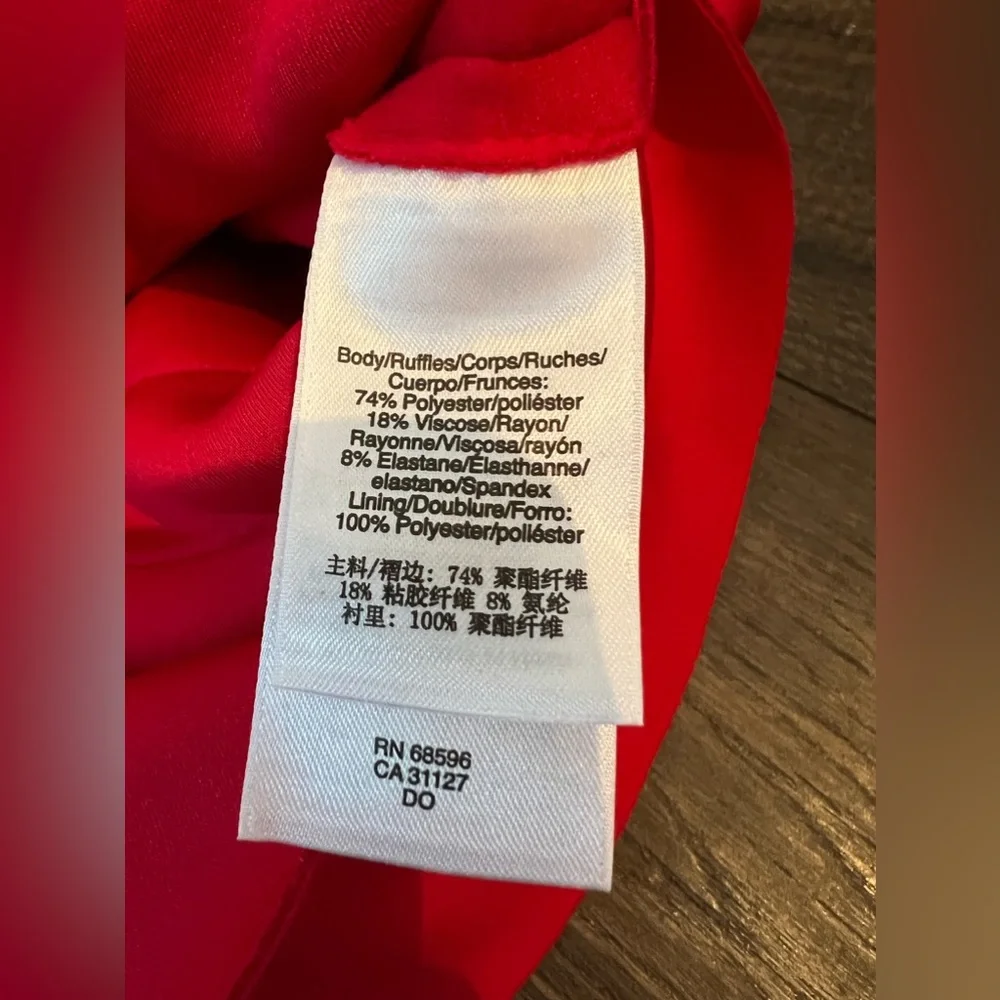 Body/Ruffles/Corps/Ruches/
Cuerpo/Frunces:
74% Polyester/poliéster
18% Viscose/Rayon/
Rayonne/Viscosa/rayón
8% Elastane/Élasthanne/
elastano/Spandex
Lining/Doublure/Forro:
100% Polyester/poliéster
主料/褶边: 74% 聚酯纤维
18% 粘胶纤维 8% 氨纶
衬里: 100% 聚酯纤维
RN 68596
CA 31127
DO